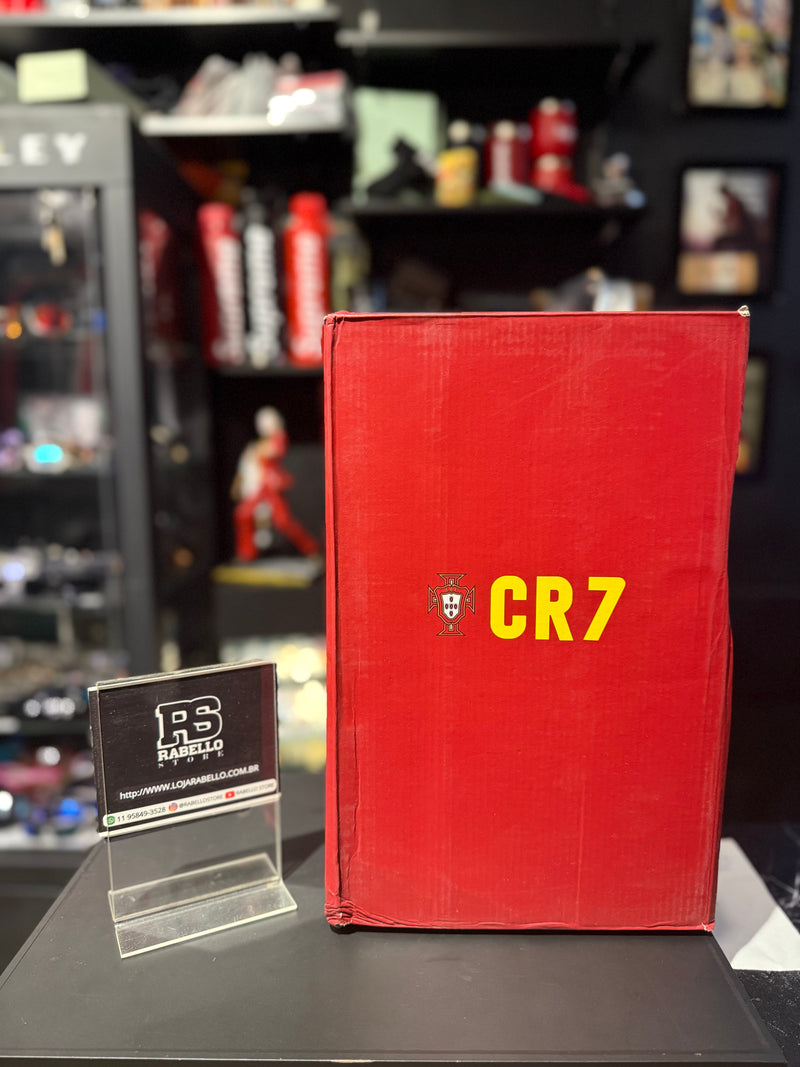 LEY
CR7
RS
RABELLO
STORE
http://WWW.LOJARABELLO.COM.BR
11 95849-3528 @RABELLOSTORE RABELLO STORE